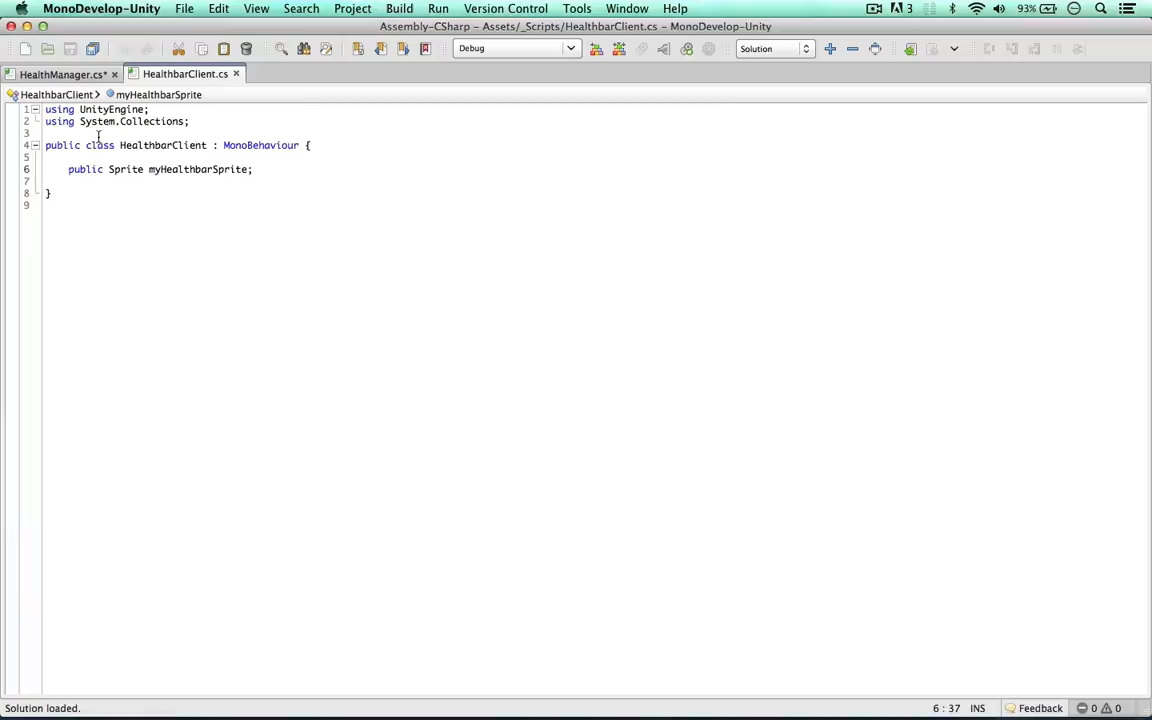 MonoDevelop-Unity File Edit View Search Project Build Run Version Control Tools Window Help 3 93%
Assembly-CSharp – Assets/_Scripts/HealthbarClient.cs – MonoDevelop-Unity
Debug Solution
HealthManager.cs* HealthbarClient.cs
HealthbarClient myHealthbarSprite
1 using UnityEngine;
2 using System.Collections;
3
4 public class HealthbarClient : MonoBehaviour {
5
6 public Sprite myHealthbarSprite;
7
8 }
9
Solution loaded. 6 : 37 INS Feedback 0 0